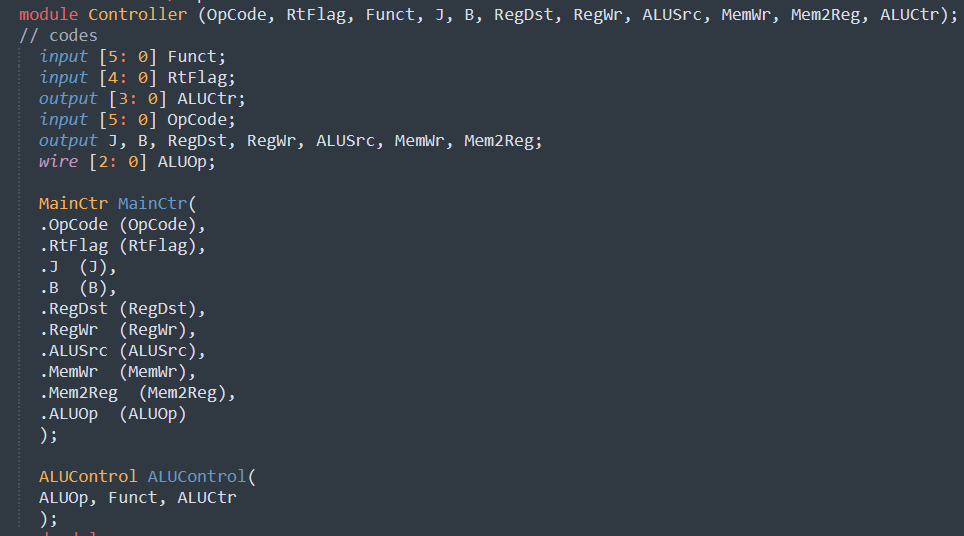 module Controller (OpCode, RtFlag, Funct, J, B, RegDst, RegWr, ALUSrc, MemWr, Mem2Reg, ALUCtr);
// codes
input [5: 0] Funct;
input [4: 0] RtFlag;
output [3: 0] ALUCtr;
input [5: 0] OpCode;
output J, B, RegDst, RegWr, ALUSrc, MemWr, Mem2Reg;
wire [2: 0] ALUOp;
MainCtr MainCtr(
.OpCode (OpCode),
.RtFlag (RtFlag),
.J  (J),
.B  (B),
.RegDst (RegDst),
.RegWr  (RegWr),
.ALUSrc (ALUSrc),
.MemWr  (MemWr),
.Mem2Reg  (Mem2Reg),
.ALUOp  (ALUOp)
);
ALUControl ALUControl(
ALUOp, Funct, ALUCtr
);